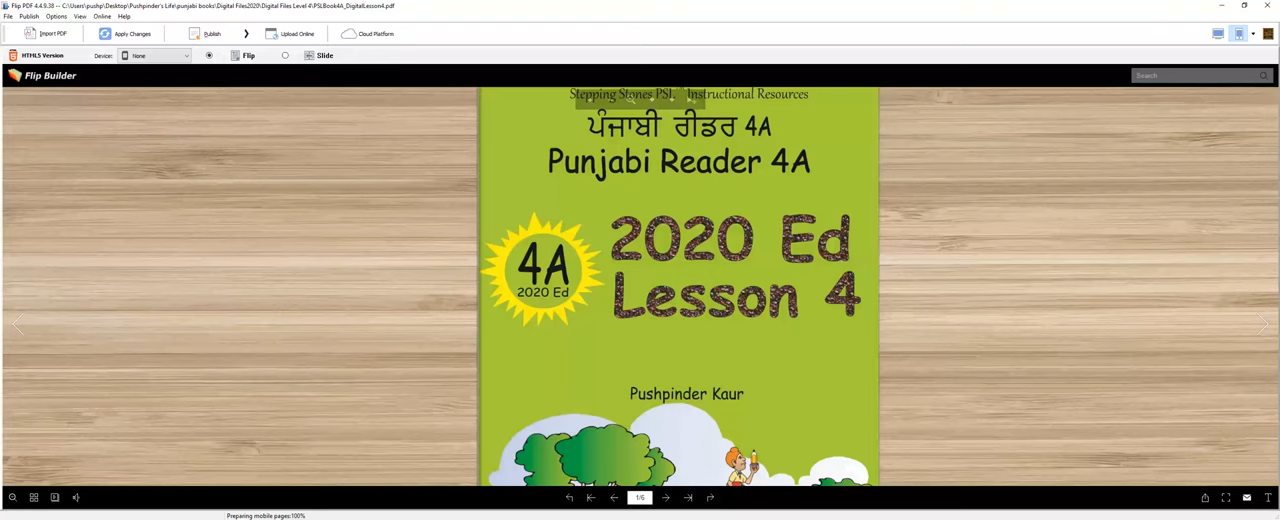 Flip PDF 4.4.9.38 -- C:\Users\pushp\Desktop\Pushpinder's Life\punjabi books\Digital Files2020\Digital Files Level 4\PSLBook4A_DigitalLesson4.pdf
File Publish Options View Online Help
Import PDF Apply Changes Publish Upload Online Cloud Platform
HTML5 Version Device: None Flip Slide
Flip Builder Search
Stepping Stones PSL Instructional Resources
ਪੰਜਾਬੀ ਰੀਡਰ 4A
Punjabi Reader 4A
4A
2020 Ed
2020 Ed
Lesson 4
Pushpinder Kaur
1/6
Preparing mobile pages:100%